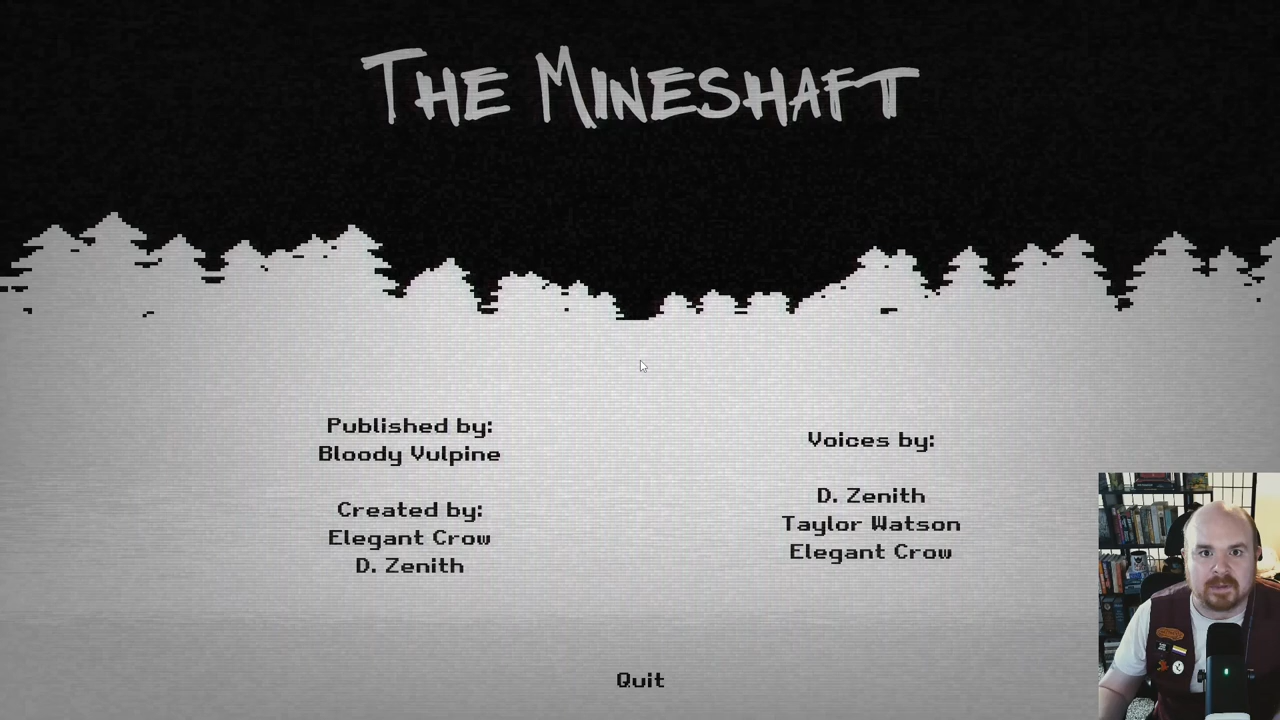 The Mineshaft
Published by:
Bloody Vulpine
Created by:
Elegant Crow
D. Zenith
Voices by:
D. Zenith
Taylor Watson
Elegant Crow
Quit